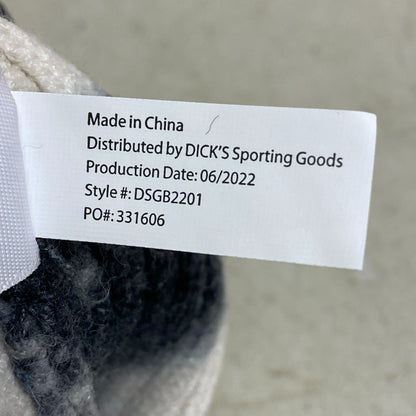 Made in China
Distributed by DICK'S Sporting Goods
Production Date: 06/2022
Style #: DSGB2201
PO#: 331606